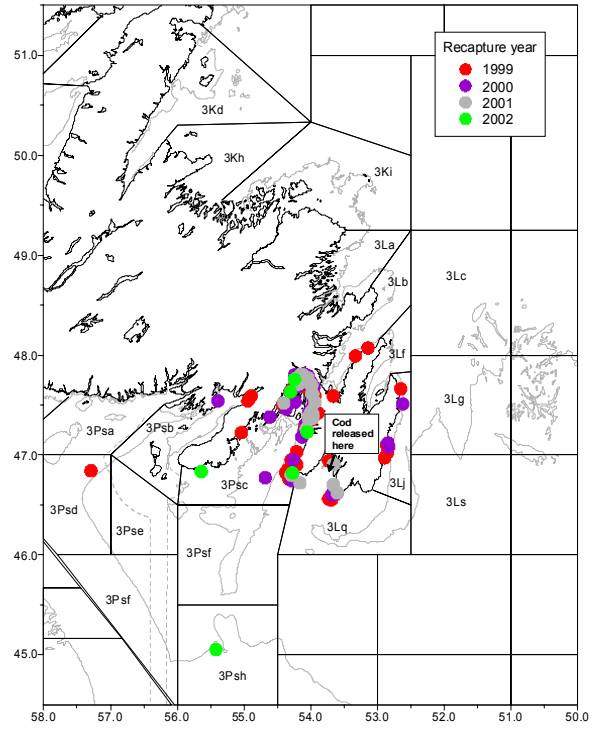 51.0
50.0
49.0
48.0
47.0
46.0
45.0
58.0 57.0 56.0 55.0 54.0 53.0 52.0 51.0 50.0
Recapture year
1999
2000
2001
2002
3Kd
3Kh
3Ki
3La
3Lb
3Lc
3Lf
3Lg
3Psa
3Psb
Cod
released
here
3Psc
3Lj
3Psd
3Pse
3Ls
3Lq
3Psf
3Psf
3Psh